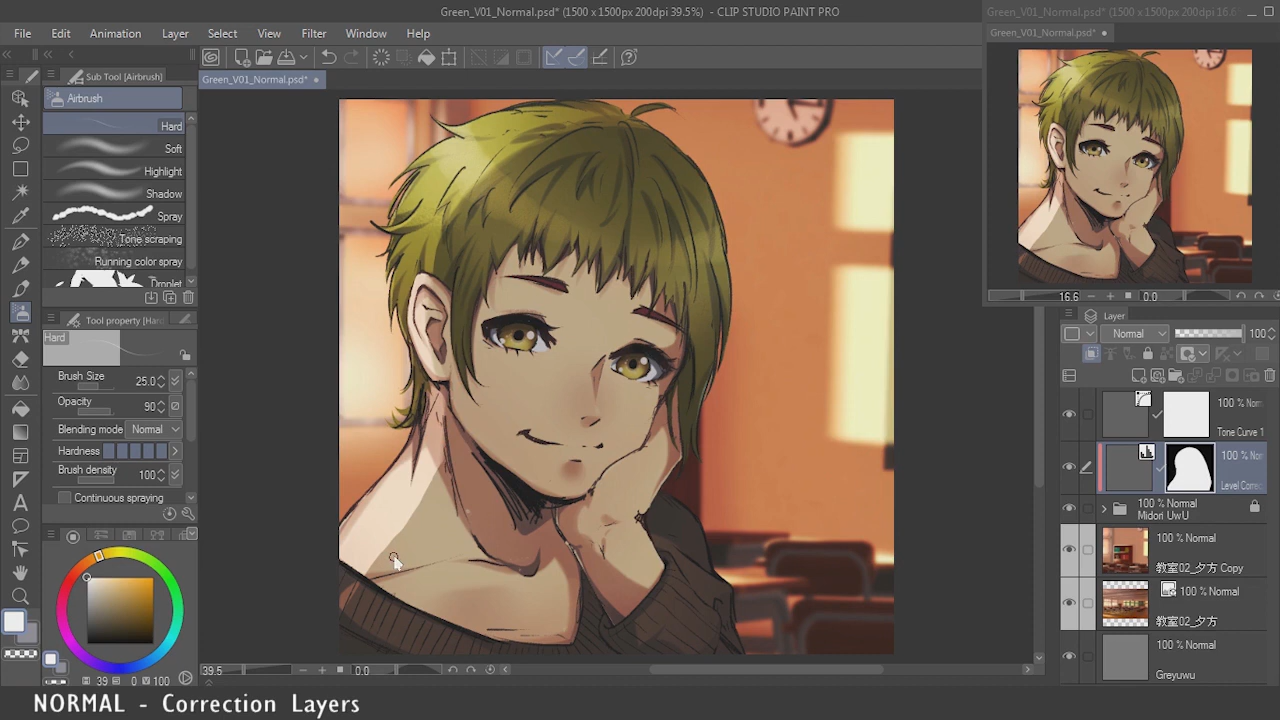 Green_V01_Normal.psd* (1500 x 1500px 200dpi 39.5%) - CLIP STUDIO PAINT PRO
Green_V01_Normal.psd* (1500 x 1500px 200dpi 16.6
File Edit Animation Layer Select View Filter Window Help
Green_V01_Normal.psd*
Sub Tool [Airbrush]
Green_V01_Normal.psd*
Airbrush
Hard
Soft
Highlight
Shadow
Spray
Tone scraping
Running color spray
Droplet
Tool property [Hard
Hard
Brush Size 25.0
Opacity 90
Blending mode Normal
Hardness
Brush density 100
Continuous spraying
39 0 V 100
39.5 0.0
16.6 0.0
Layer
Normal 100
100 % Nor
Tone Curve 1
100 % Nor
Level Correc
100 % Normal
Midori UwU
100 % Normal
教室02_夕方 Copy
100 % Normal
教室02_夕方
100 % Normal
Greyuwu
NORMAL - Correction Layers